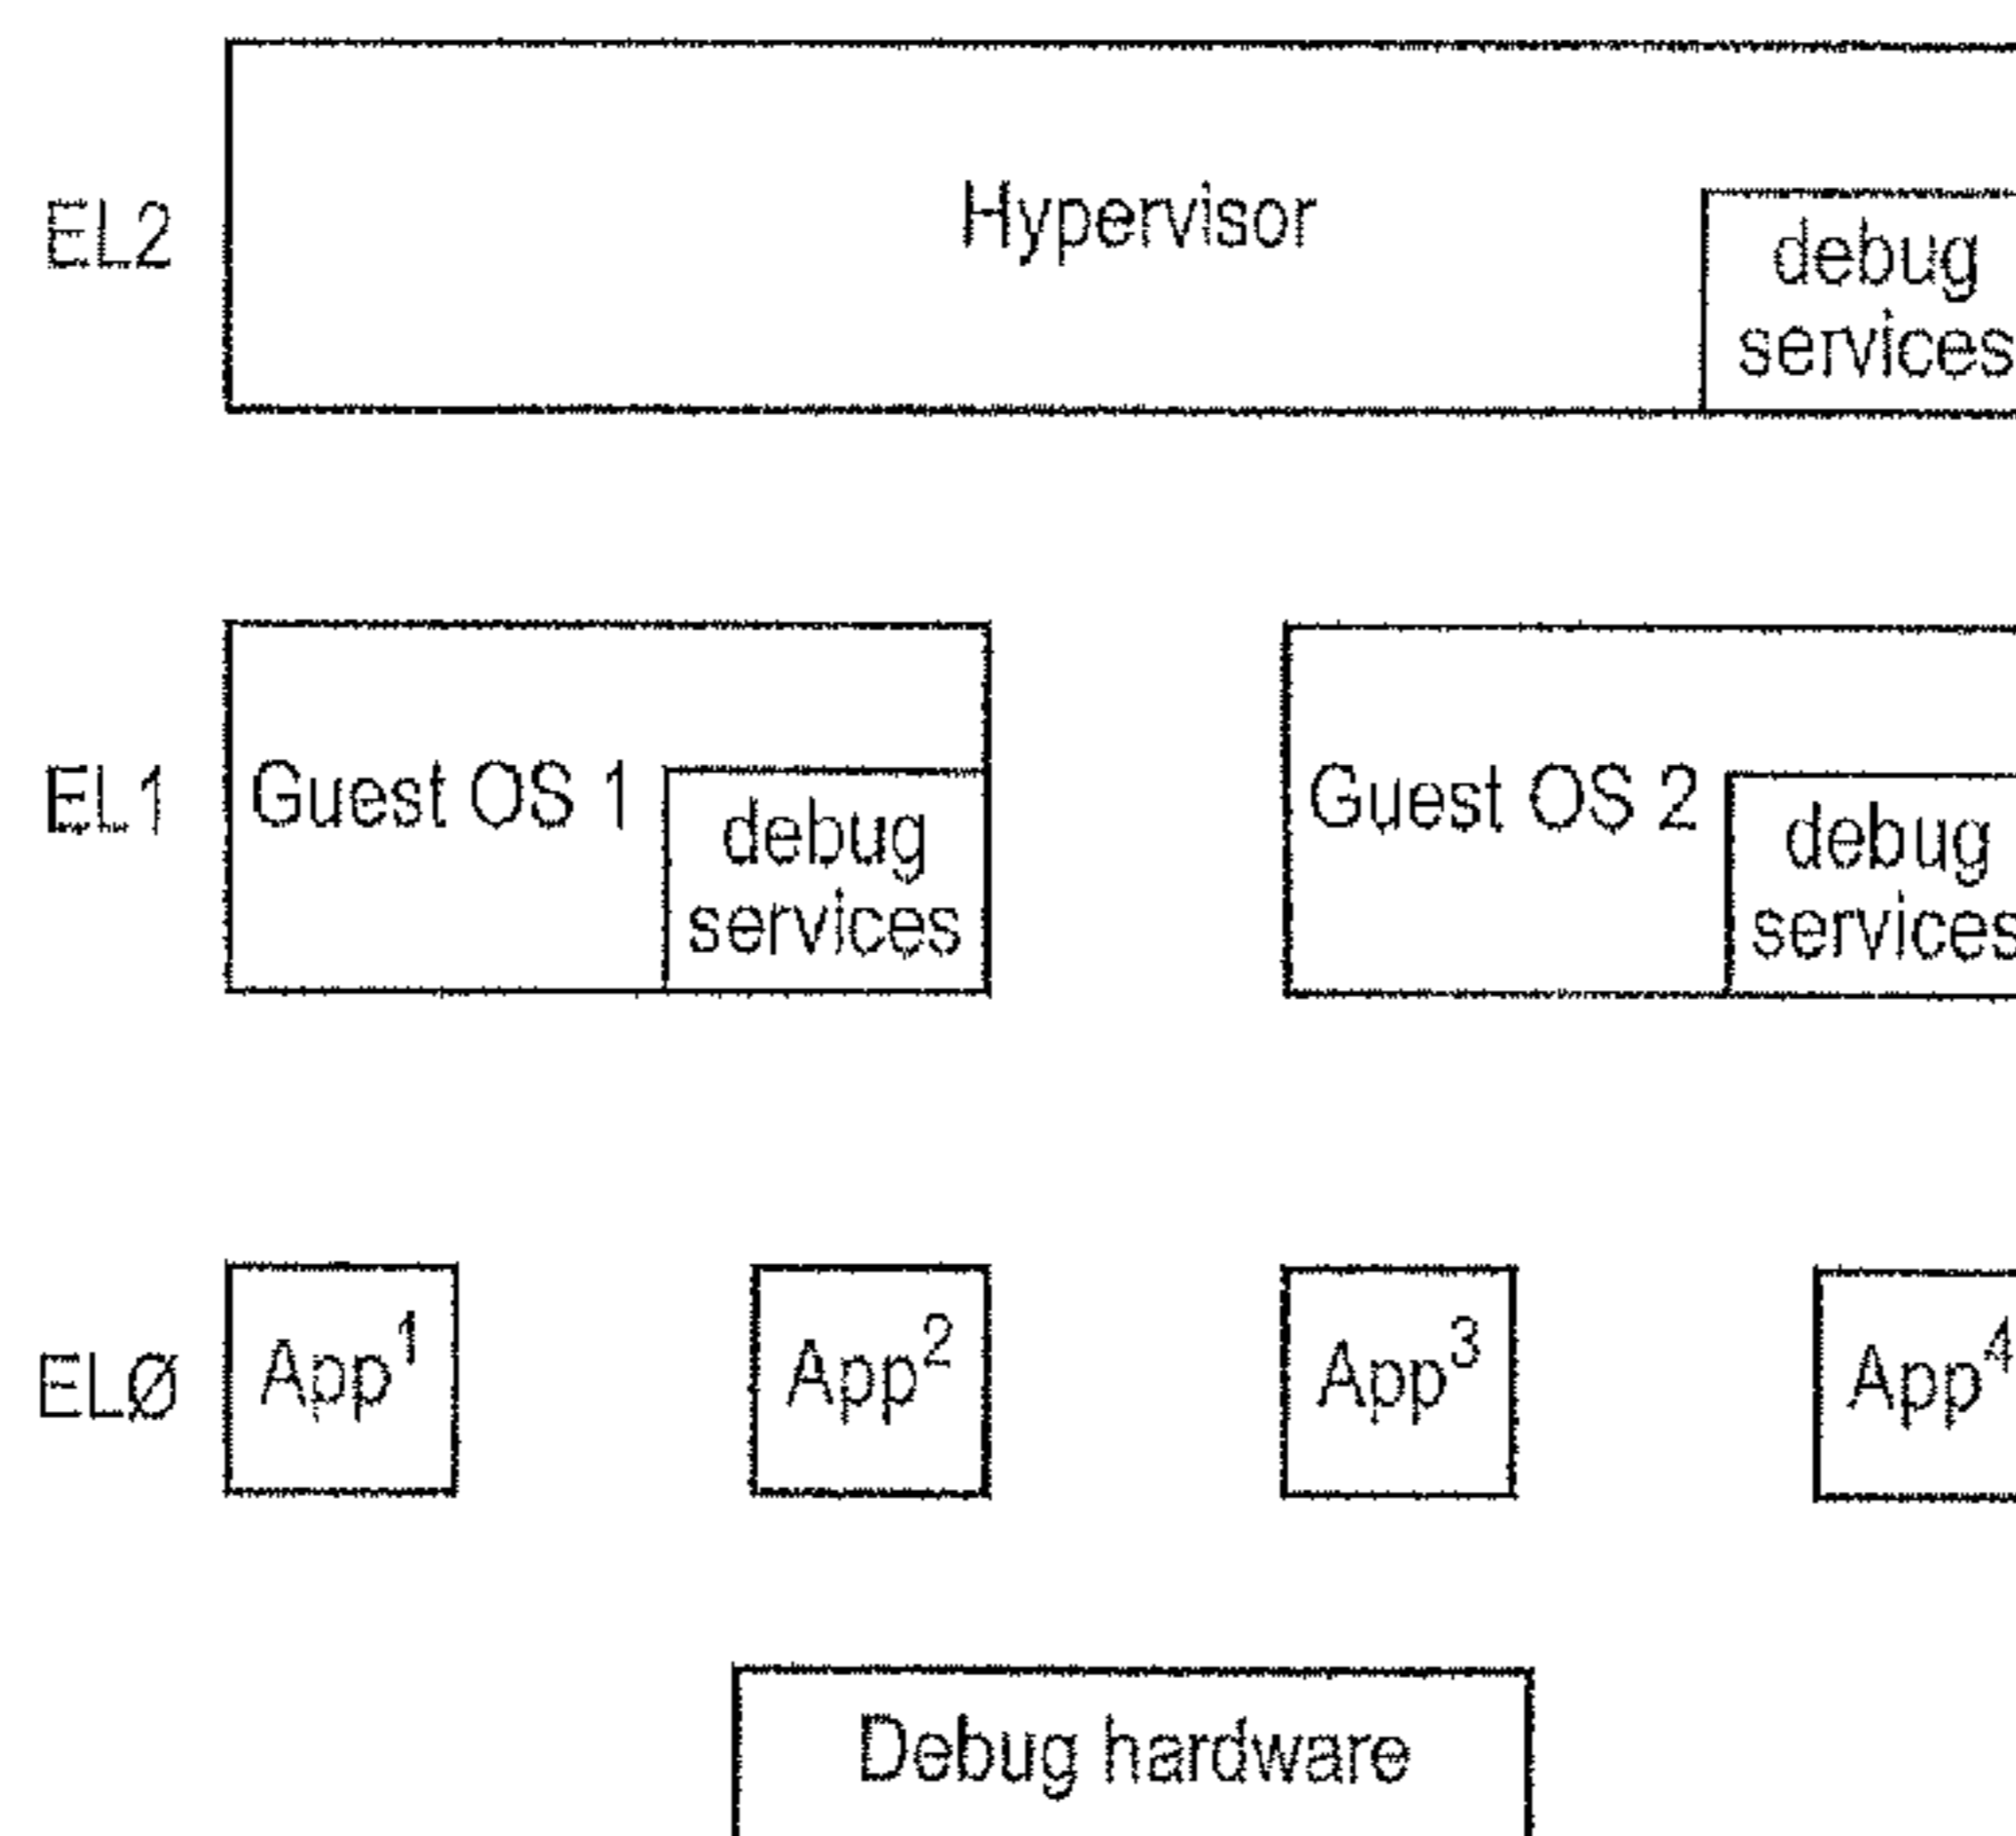 EL2
Hypervisor
debug
services
EL1
Guest OS 1
debug
services
Guest OS 2
debug
services
ELØ
App¹
App²
App³
App⁴
Debug hardware